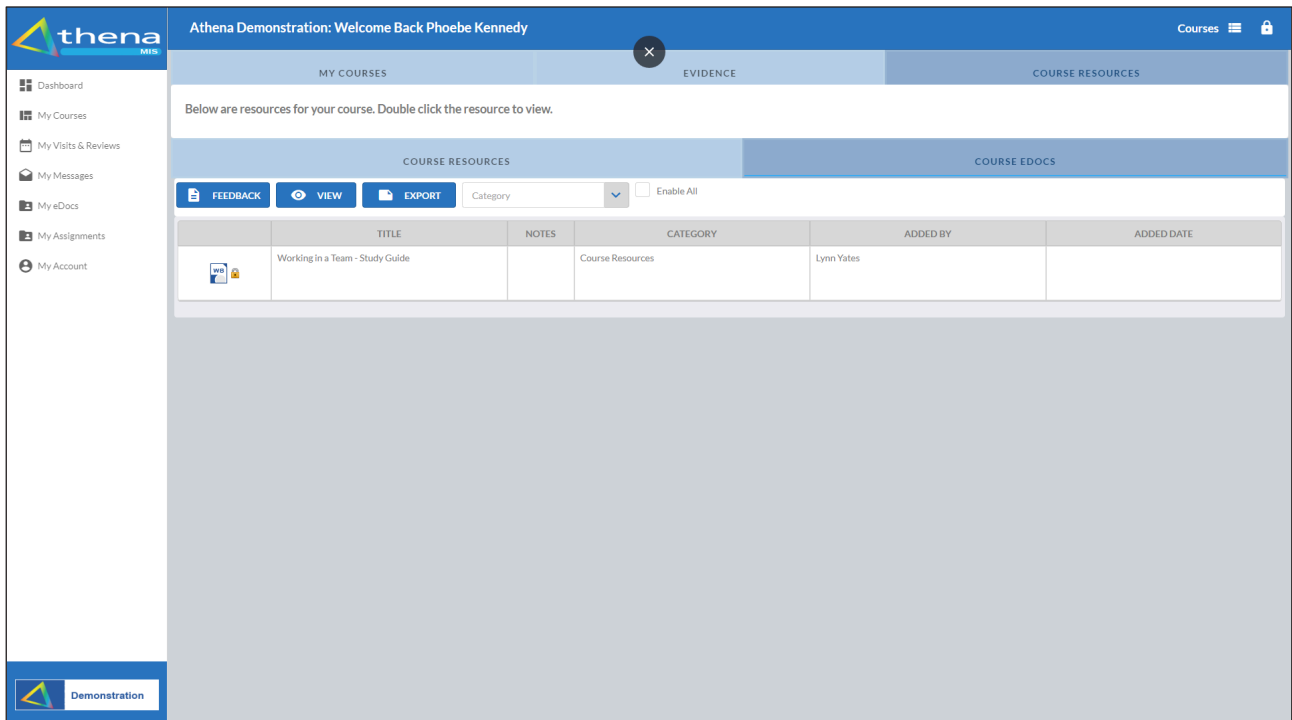 Athena Demonstration: Welcome Back Phoebe Kennedy
Courses
thena
MIS
MY COURSES
EVIDENCE
COURSE RESOURCES
Dashboard
My Courses
My Visits & Reviews
My Messages
My eDocs
My Assignments
My Account
Below are resources for your course. Double click the resource to view.
COURSE RESOURCES
COURSE EDOCS
FEEDBACK
VIEW
EXPORT
Category
Enable All
TITLE NOTES CATEGORY ADDED BY ADDED DATE
WB Working in a Team - Study Guide Course Resources Lynn Yates
Demonstration